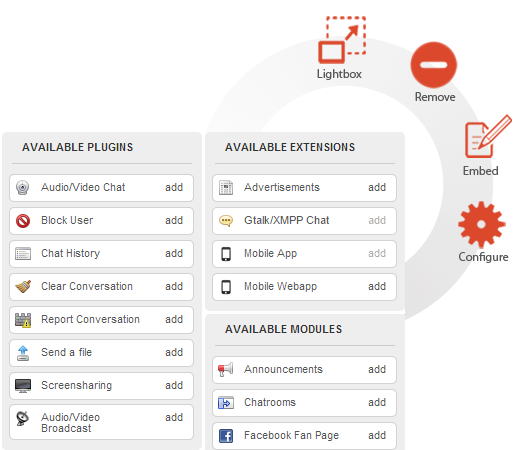 Lightbox
Remove
Embed
Configure
AVAILABLE PLUGINS
Audio/Video Chat add
Block User add
Chat History add
Clear Conversation add
Report Conversation add
Send a file add
Screensharing add
Audio/Video add
Broadcast
AVAILABLE EXTENSIONS
Advertisements add
Gtalk/XMPP Chat add
Mobile App add
Mobile Webapp add
AVAILABLE MODULES
Announcements add
Chatrooms add
Facebook Fan Page add